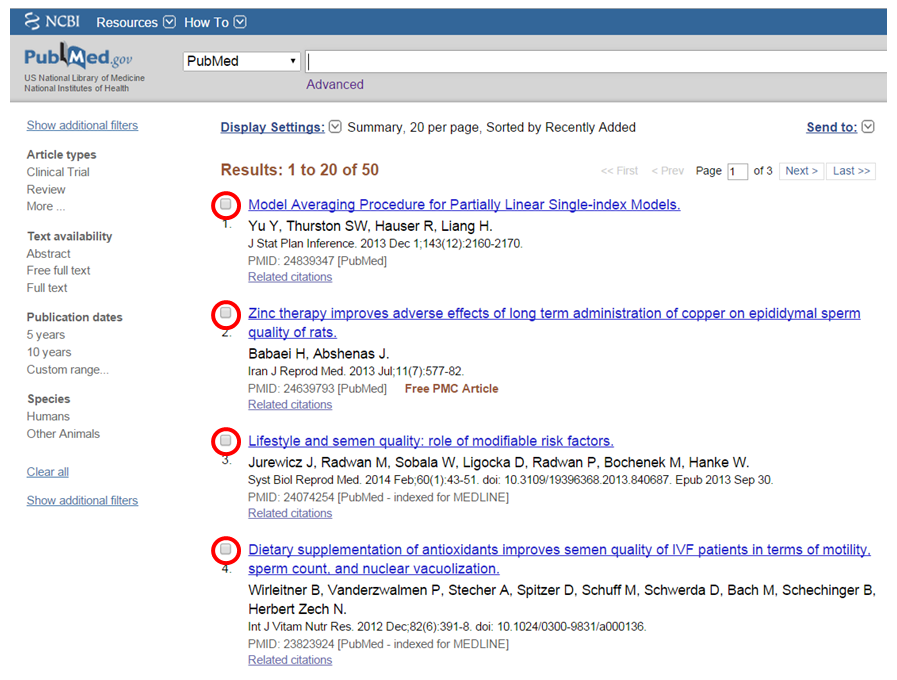 NCBI Resources How To
PubMed.gov
US National Library of Medicine
National Institutes of Health
PubMed
Advanced
Show additional filters
Article types
Clinical Trial
Review
More ...
Text availability
Abstract
Free full text
Full text
Publication dates
5 years
10 years
Custom range...
Species
Humans
Other Animals
Clear all
Show additional filters
Display Settings: Summary, 20 per page, Sorted by Recently Added Send to:
Results: 1 to 20 of 50
<< First < Prev Page 1 of 3 Next > Last >>
Model Averaging Procedure for Partially Linear Single-index Models.
1. Yu Y, Thurston SW, Hauser R, Liang H.
J Stat Plan Inference. 2013 Dec 1;143(12):2160-2170.
PMID: 24839347 [PubMed]
Related citations
Zinc therapy improves adverse effects of long term administration of copper on epididymal sperm
2. quality of rats.
Babaei H, Abshenas J.
Iran J Reprod Med. 2013 Jul;11(7):577-82.
PMID: 24639793 [PubMed] Free PMC Article
Related citations
Lifestyle and semen quality: role of modifiable risk factors.
3. Jurewicz J, Radwan M, Sobala W, Ligocka D, Radwan P, Bochenek M, Hanke W.
Syst Biol Reprod Med. 2014 Feb;60(1):43-51. doi: 10.3109/19396368.2013.840687. Epub 2013 Sep 30.
PMID: 24074254 [PubMed - indexed for MEDLINE]
Related citations
Dietary supplementation of antioxidants improves semen quality of IVF patients in terms of motility,
4. sperm count, and nuclear vacuolization.
Wirleitner B, Vanderzwalmen P, Stecher A, Spitzer D, Schuff M, Schwerda D, Bach M, Schechinger B,
Herbert Zech N.
Int J Vitam Nutr Res. 2012 Dec;82(6):391-8. doi: 10.1024/0300-9831/a000136.
PMID: 23823924 [PubMed - indexed for MEDLINE]
Related citations